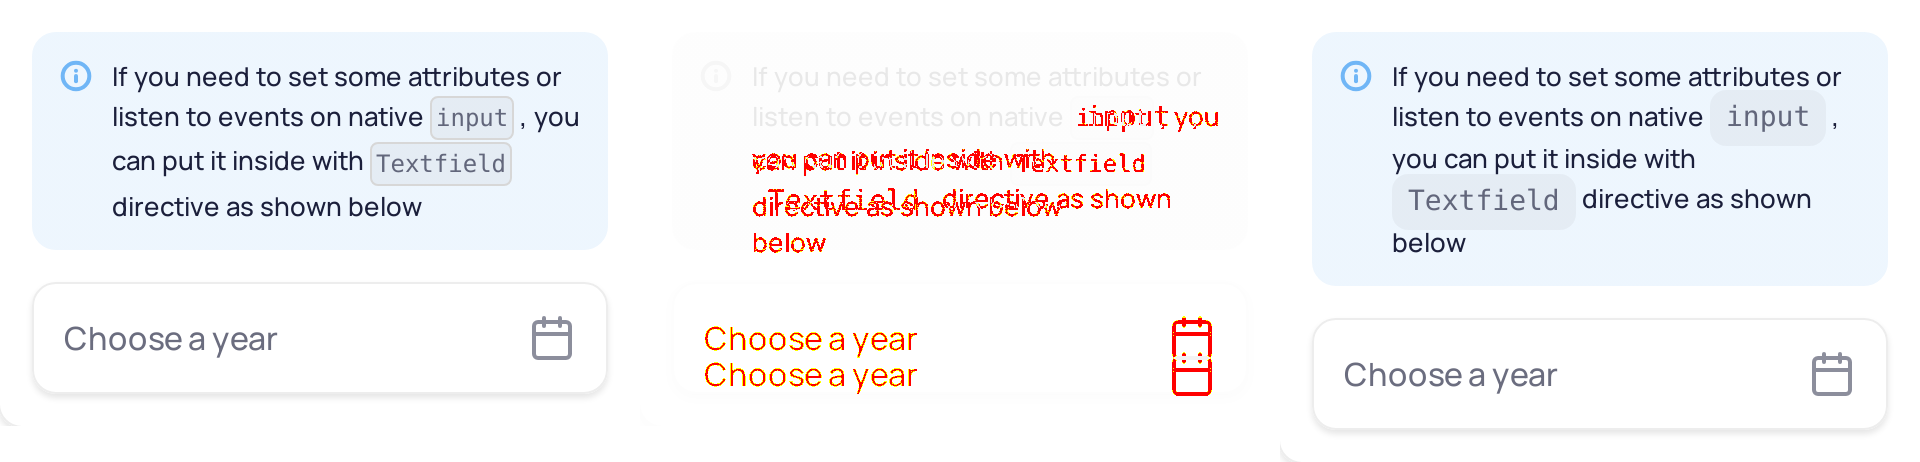 If you need to set some attributes or
listen to events on native input , you
can put it inside with Textfield
directive as shown below
Choose a year
If you need to set some attributes or
listen to events on native
directive as shown
below
Choose a year
Choose a year
If you need to set some attributes or
listen to events on native input ,
you can put it inside with
Textfield directive as shown
below
Choose a year